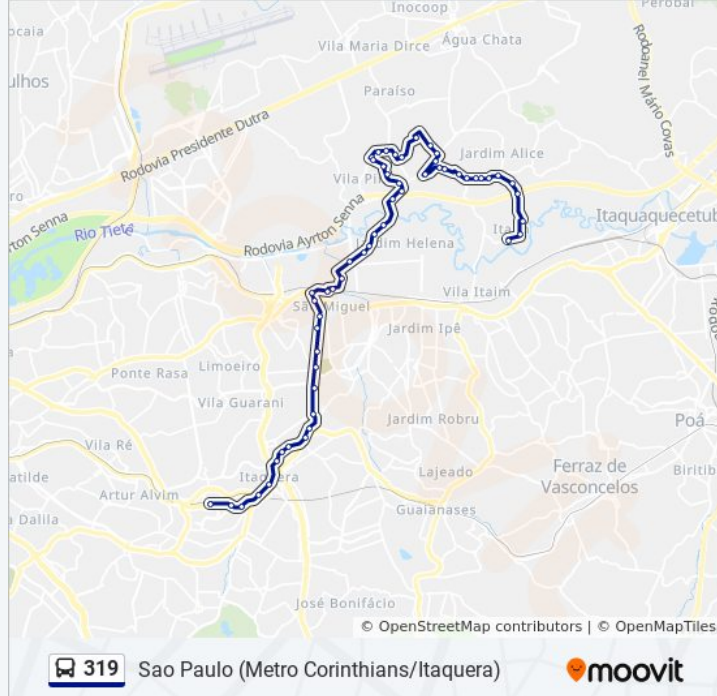 Inocoop
Perobal
ocaia
Vila Maria Dirce
Água Chata
ulhos
Paraíso
Rodoanel Mário Covas
Rodovia Presidente Dutra
Jardim Alice
Vila Pi
Rodovia Ayrton Senna
Itaquaquecetub
Ita
rton Senna
Rio Tietê
Jardim Helena
Vila Itaim
São Miguel
Jardim Ipê
Limoeiro
Ponte Rasa
Vila Guarani
Jardim Robru
Poá
Vila Ré
Itaquera
Lajeado
Ferraz de
Vasconcelos
Biritib
atilde
Artur Alvim
Guaianases
a Dalila
José Bonifácio
© OpenStreetMap contributors | © OpenMapTiles
319 Sao Paulo (Metro Corinthians/Itaquera) moovit